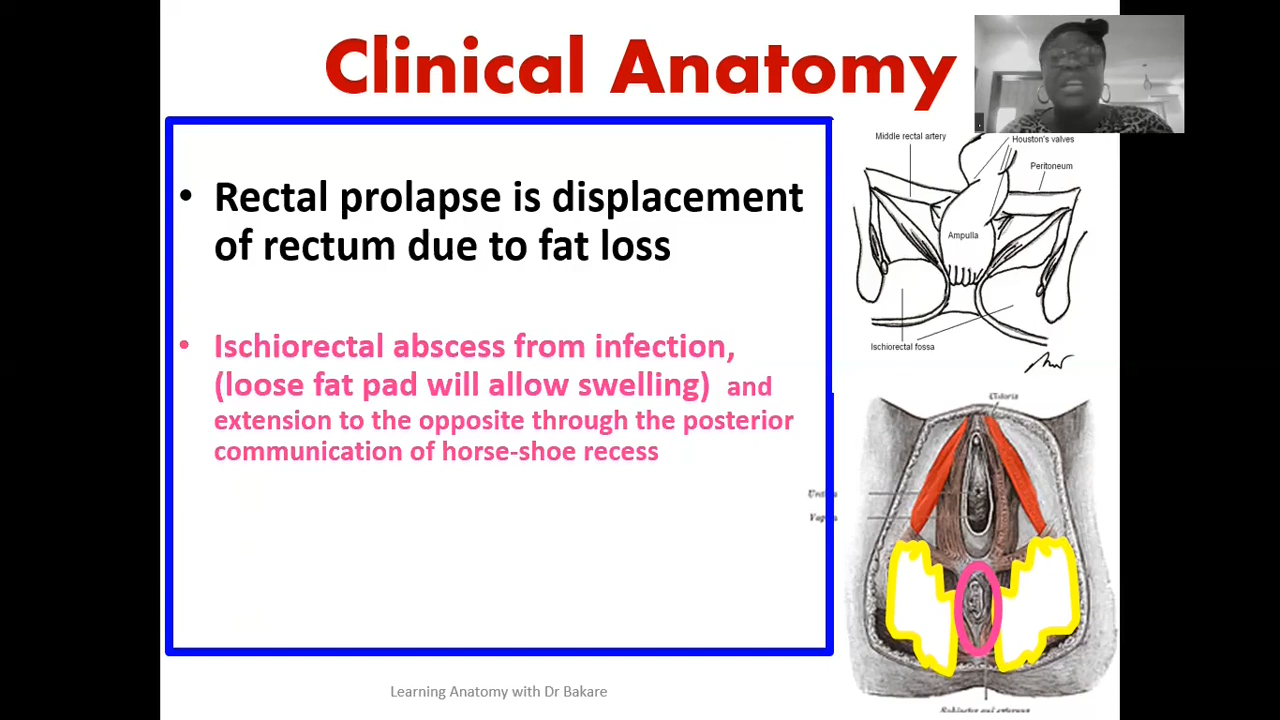 Clinical Anatomy
• Rectal prolapse is displacement
of rectum due to fat loss
• Ischiorectal abscess from infection,
(loose fat pad will allow swelling) and
extension to the opposite through the posterior
communication of horse-shoe recess
Middle rectal artery
Houston's valves
Peritoneum
Ampulla
Ischiorectal fossa
Clitoris
Learning Anatomy with Dr Bakare